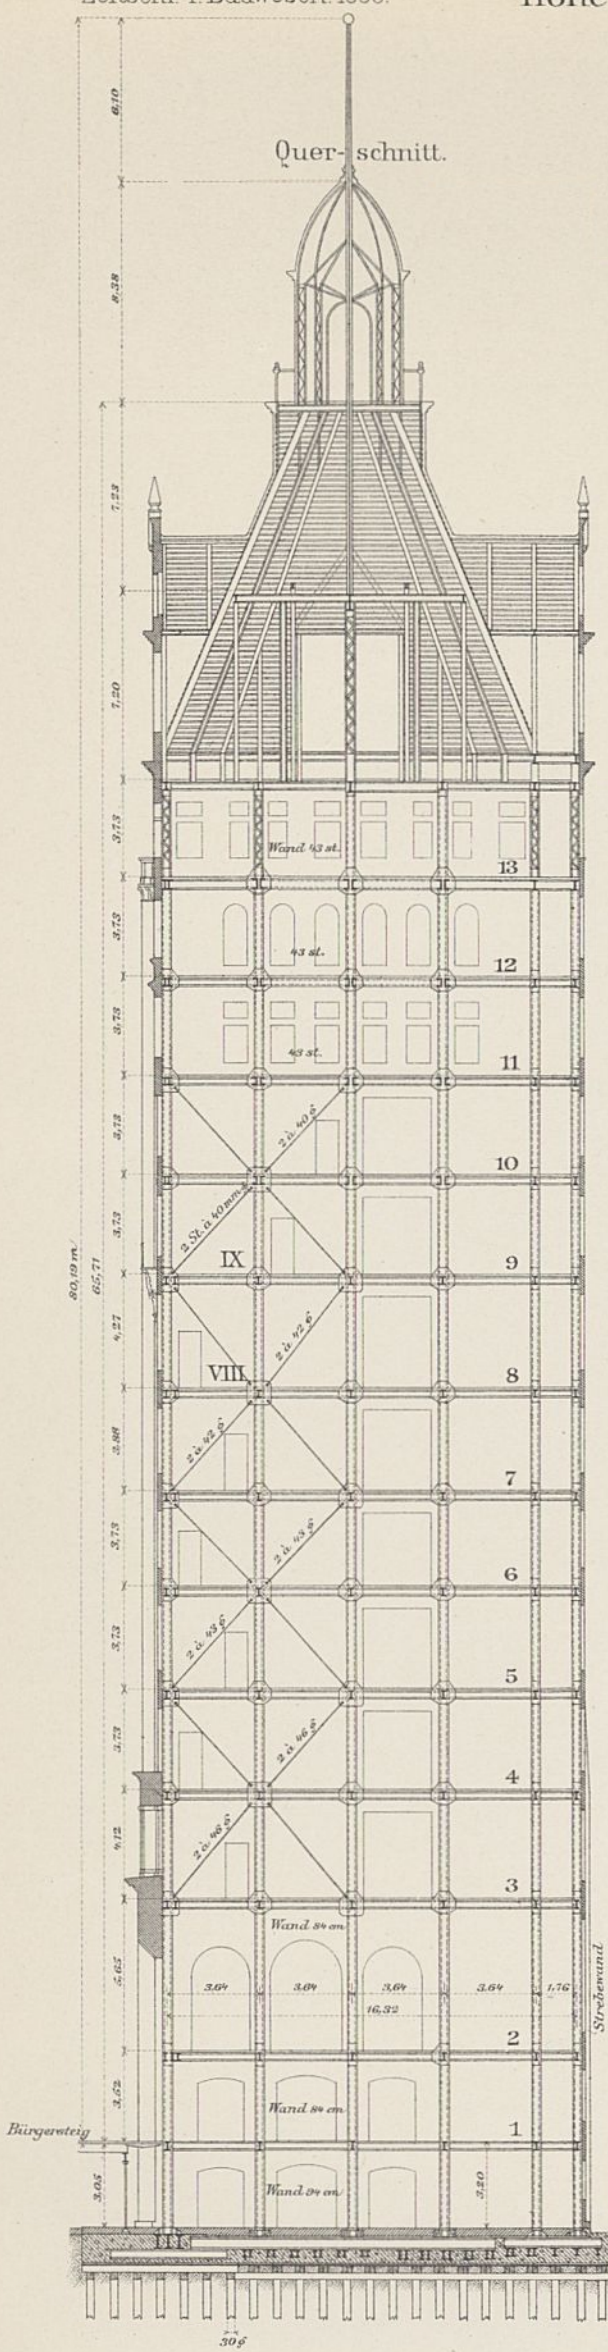 Quer-schnitt.
6,10
8,38
7,23
7,20
3,73
Wand 43 st.
13
3,73
43 st.
12
3,73
43 st.
11
3,73
2 à 40 ϕ
10
3,73
2 St. à 40 mm
IX
9
80,19 m
65,71
4,27
2 à 42 ϕ
VIII
8
3,88
2 à 42 ϕ
7
3,73
2 à 43 ϕ
6
3,73
2 à 43 ϕ
5
3,73
2 à 46 ϕ
4
4,12
2 à 46 ϕ
3
Wand 84 cm
5,65
3,64 3,64 3,64 3,64 1,76
16,32
Strebewand
2
3,52
Wand 84 cm
Bürgersteig
1
3,05
Wand 94 cm
3,20
30 ϕ